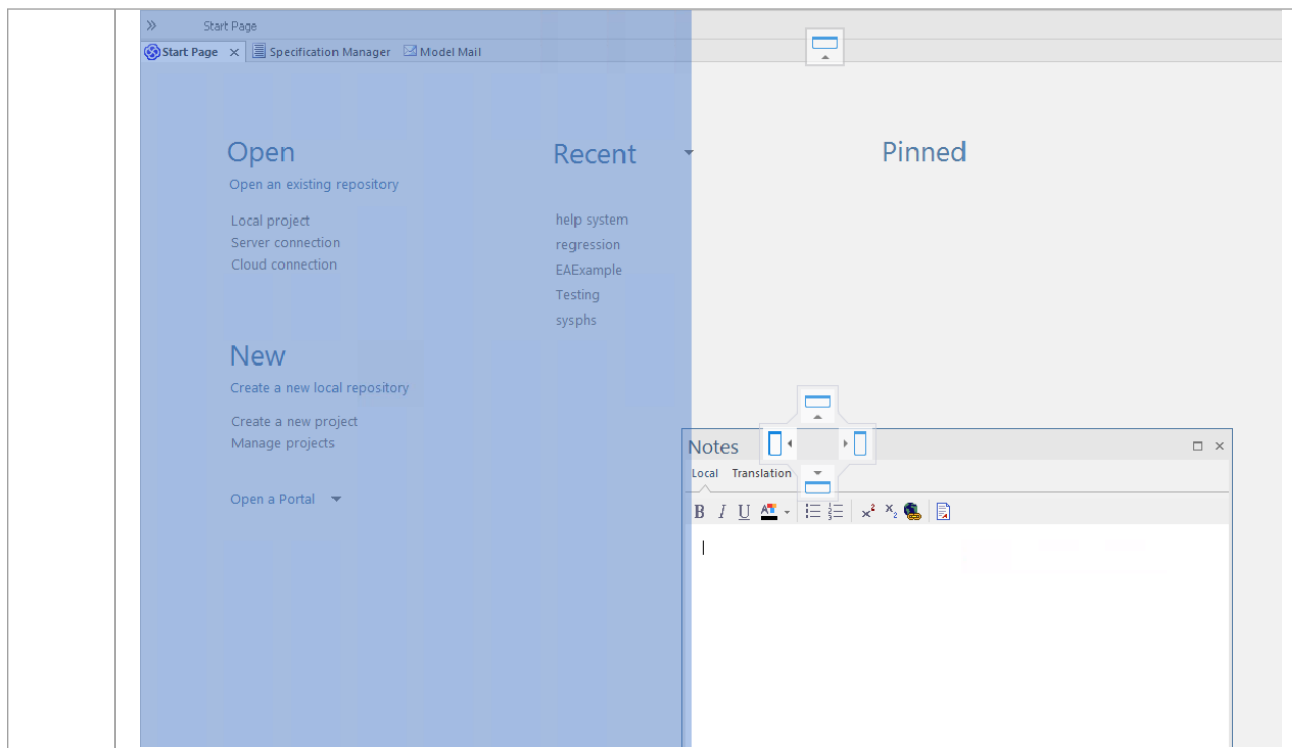 Start Page
Start Page Specification Manager Model Mail
Open
Open an existing repository
Local project
Server connection
Cloud connection
New
Create a new local repository
Create a new project
Manage projects
Open a Portal
Recent
help system
regression
EAExample
Testing
sysphs
Pinned
Notes
Local Translation
B I U A x² x₂